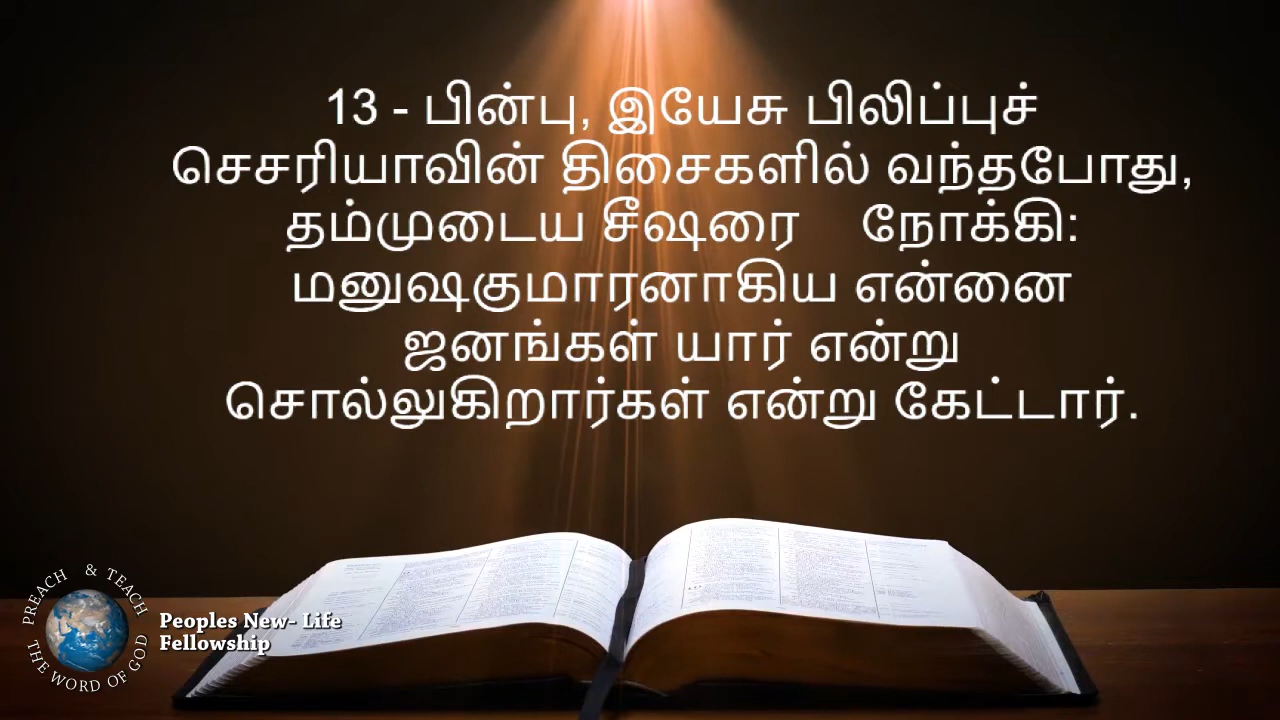 13 - பின்பு, இயேசு பிலிப்புச்
செசரியாவின் திசைகளில் வந்தபோது,
தம்முடைய சீஷரை நோக்கி:
மனுஷகுமாரனாகிய என்னை
ஜனங்கள் யார் என்று
சொல்லுகிறார்கள் என்று கேட்டார்.
PREACH & TEACH
THE WORD OF GOD
Peoples New- Life
Fellowship